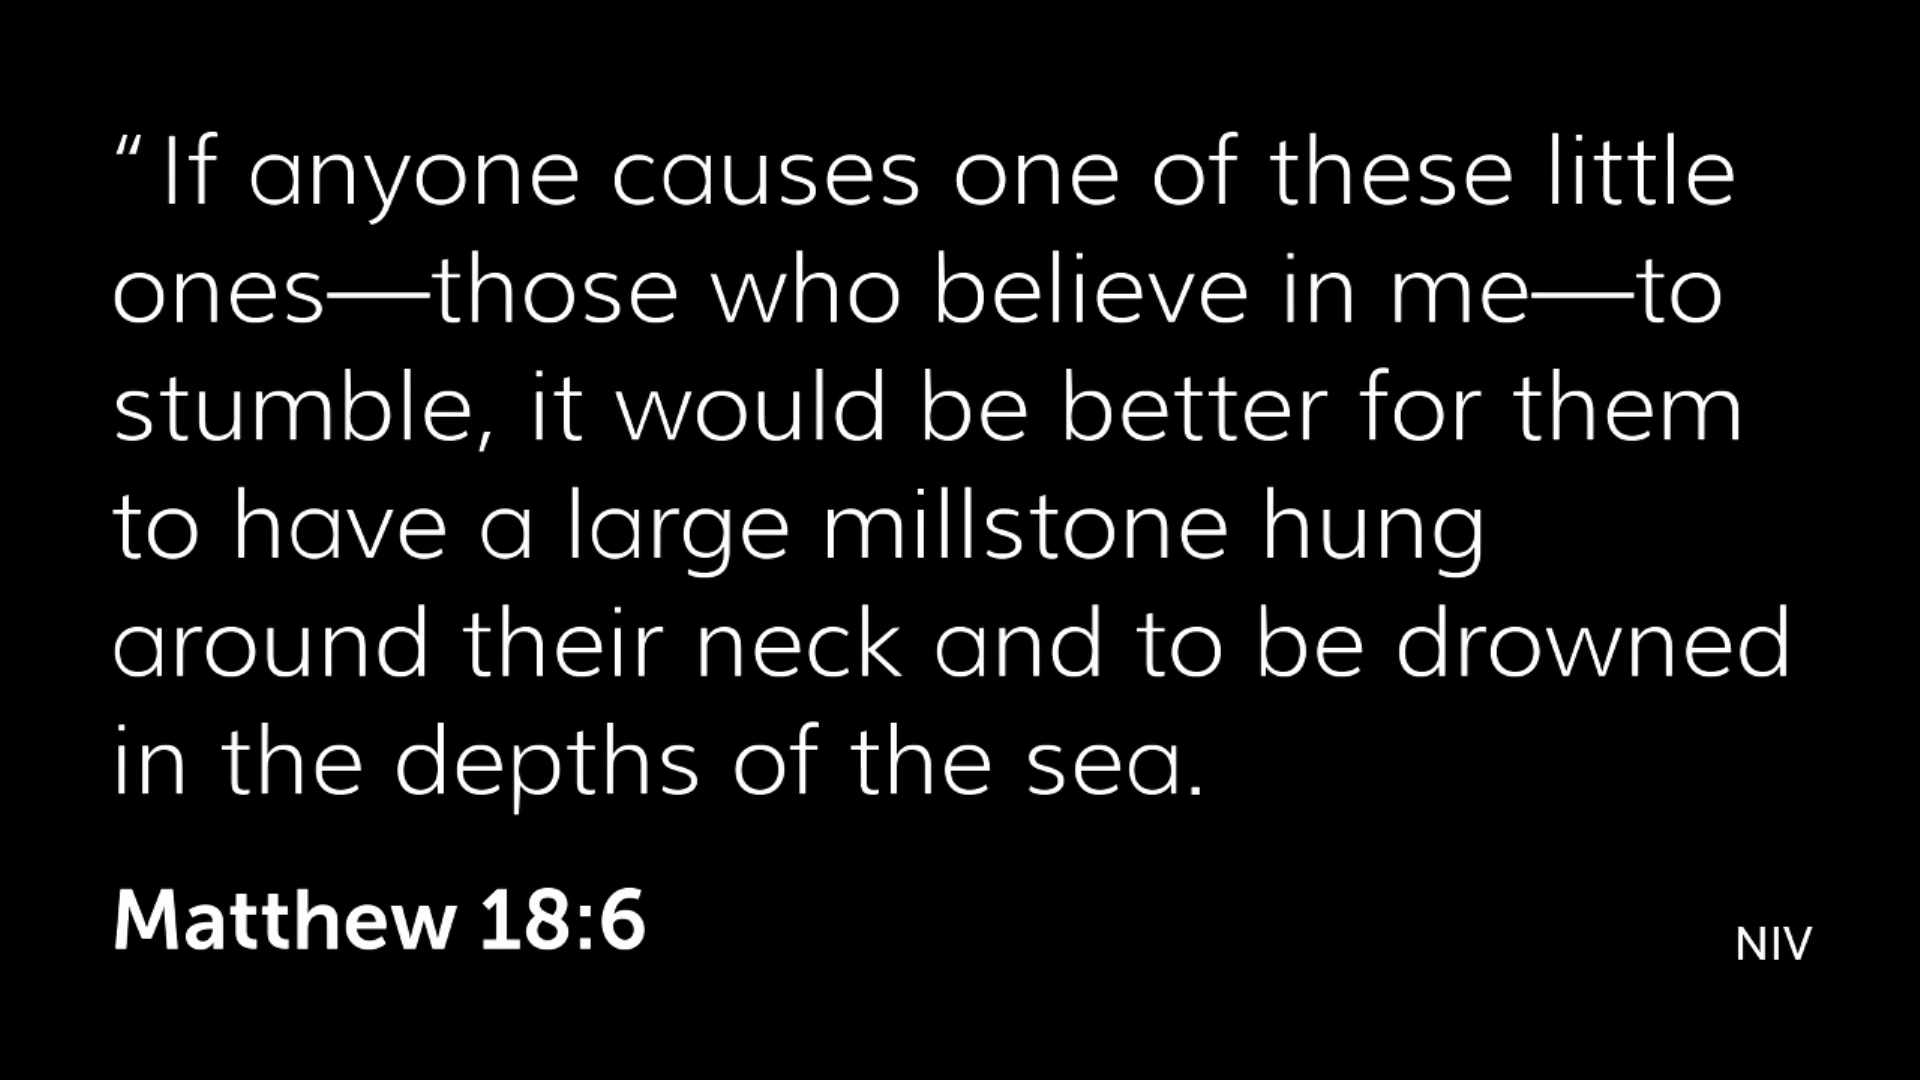 “ If anyone causes one of these little
ones—those who believe in me—to
stumble, it would be better for them
to have a large millstone hung
around their neck and to be drowned
in the depths of the sea.
Matthew 18:6
NIV